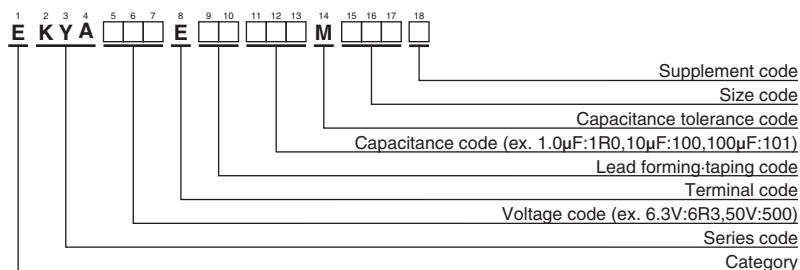 1 2 3 4 5 6 7 8 9 10 11 12 13 14 15 16 17 18
E K Y A E M
Supplement code
Size code
Capacitance tolerance code
Capacitance code (ex. 1.0µF:1R0,10µF:100,100µF:101)
Lead forming·taping code
Terminal code
Voltage code (ex. 6.3V:6R3,50V:500)
Series code
Category